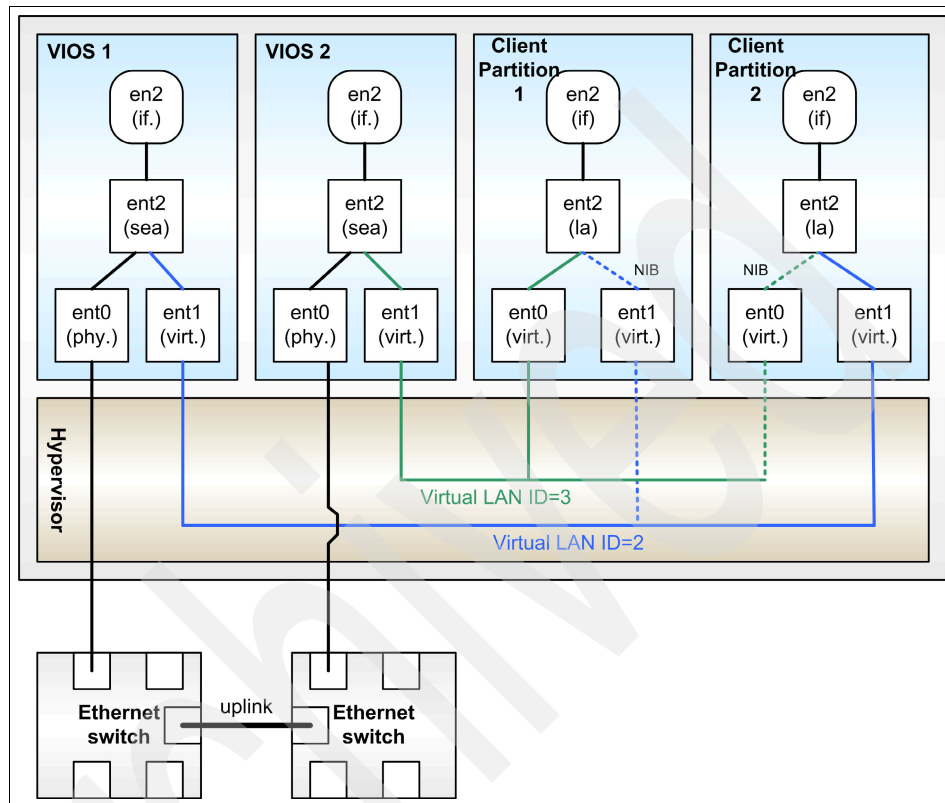 VIOS 1
en2
(if.)
ent2
(sea)
ent0
(phy.)
ent1
(virt.)
VIOS 2
en2
(if.)
ent2
(sea)
ent0
(phy.)
ent1
(virt.)
Client
Partition
1
en2
(if)
ent2
(la)
NIB
ent0
(virt.)
ent1
(virt.)
Client
Partition
2
en2
(if)
ent2
(la)
NIB
ent0
(virt.)
ent1
(virt.)
Hypervisor
Virtual LAN ID=3
Virtual LAN ID=2
Ethernet
switch
uplink
Ethernet
switch